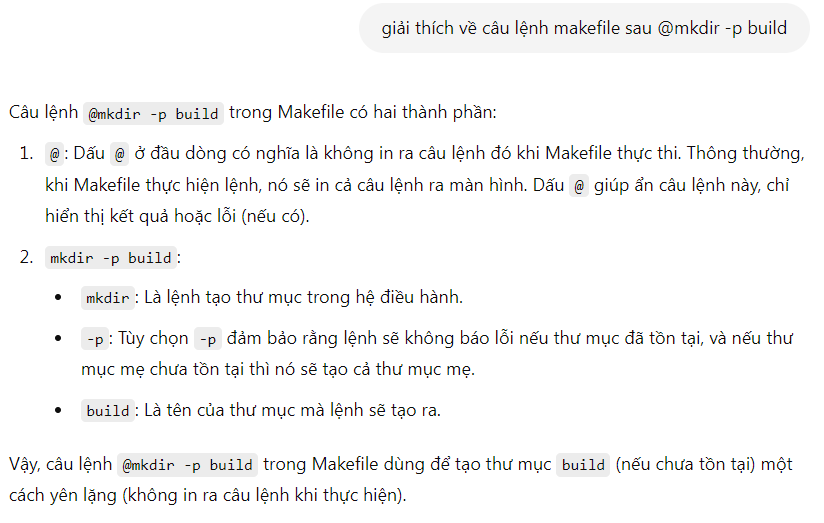 giải thích về câu lệnh makefile sau @mkdir -p build
Câu lệnh @mkdir -p build trong Makefile có hai thành phần:
1. @: Dấu @ ở đầu dòng có nghĩa là không in ra câu lệnh đó khi Makefile thực thi. Thông thường,
khi Makefile thực hiện lệnh, nó sẽ in cả câu lệnh ra màn hình. Dấu @ giúp ẩn câu lệnh này, chỉ
hiển thị kết quả hoặc lỗi (nếu có).
2. mkdir -p build:
• mkdir: Là lệnh tạo thư mục trong hệ điều hành.
• -p: Tùy chọn -p đảm bảo rằng lệnh sẽ không báo lỗi nếu thư mục đã tồn tại, và nếu thư
mục mẹ chưa tồn tại thì nó sẽ tạo cả thư mục mẹ.
• build: Là tên của thư mục mà lệnh sẽ tạo ra.
Vậy, câu lệnh @mkdir -p build trong Makefile dùng để tạo thư mục build (nếu chưa tồn tại) một
cách yên lặng (không in ra câu lệnh khi thực hiện).